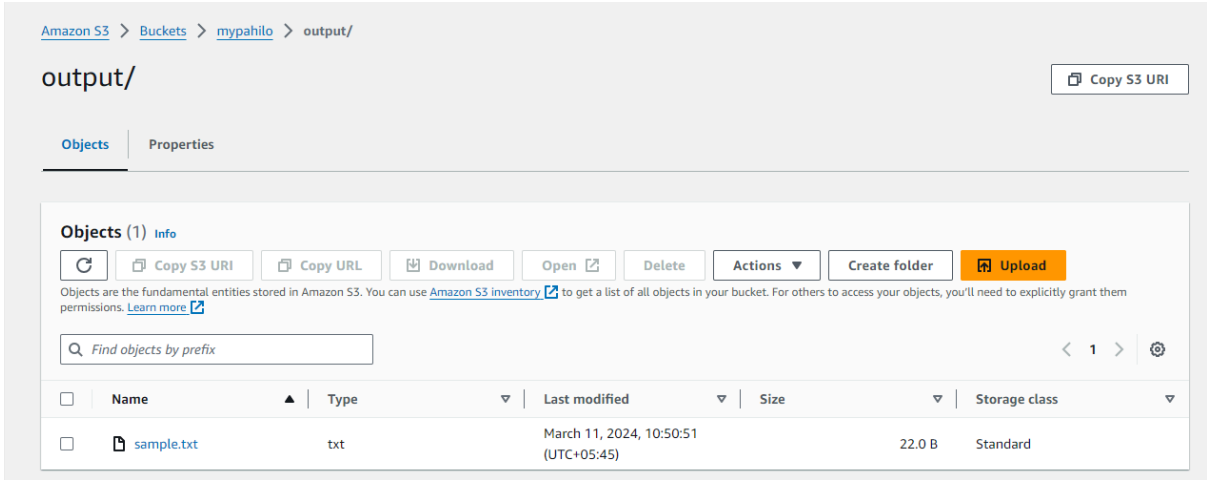 Amazon S3 > Buckets > mypahilo > output/
output/
Copy S3 URI
Objects Properties
Objects (1) Info
Copy S3 URI Copy URL Download Open Delete Actions Create folder Upload
Objects are the fundamental entities stored in Amazon S3. You can use Amazon S3 inventory to get a list of all objects in your bucket. For others to access your objects, you'll need to explicitly grant them
permissions. Learn more
Find objects by prefix
< 1 >
Name Type Last modified Size Storage class
sample.txt txt March 11, 2024, 10:50:51 22.0 B Standard
(UTC+05:45)